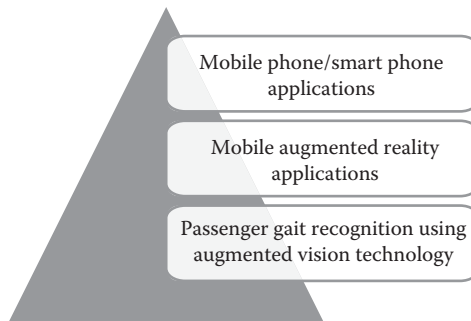 Mobile phone/smart phone
applications
Mobile augmented reality
applications
Passenger gait recognition using
augmented vision technology